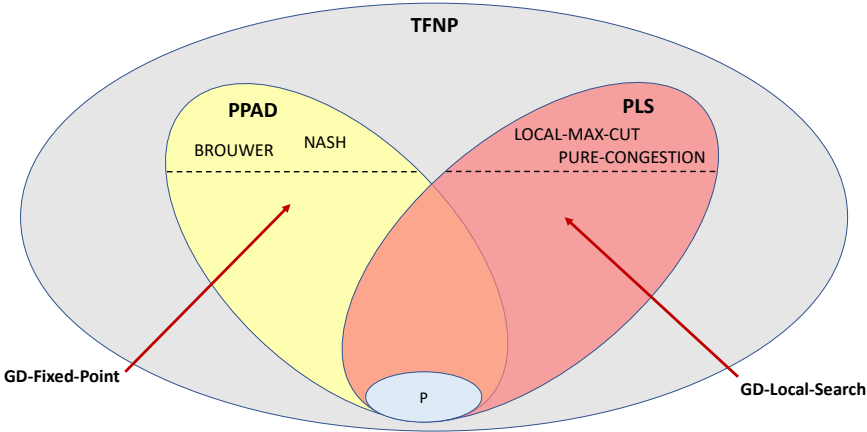 TFNP
PPAD
PLS
BROUWER
NASH
LOCAL-MAX-CUT
PURE-CONGESTION
GD-Fixed-Point
P
GD-Local-Search